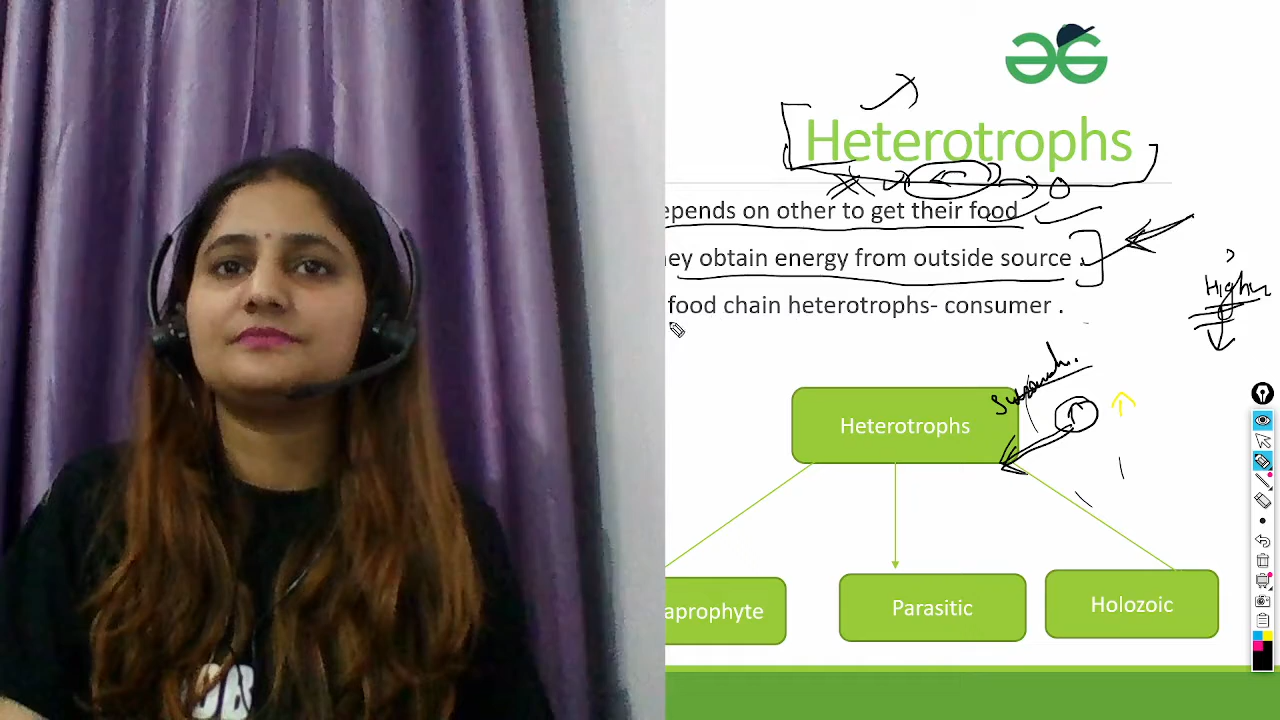 Heterotrophs
epends on other to get their food
ey obtain energy from outside source .
food chain heterotrophs- consumer .
Higher
Heterotrophs
aprophyte
Parasitic
Holozoic